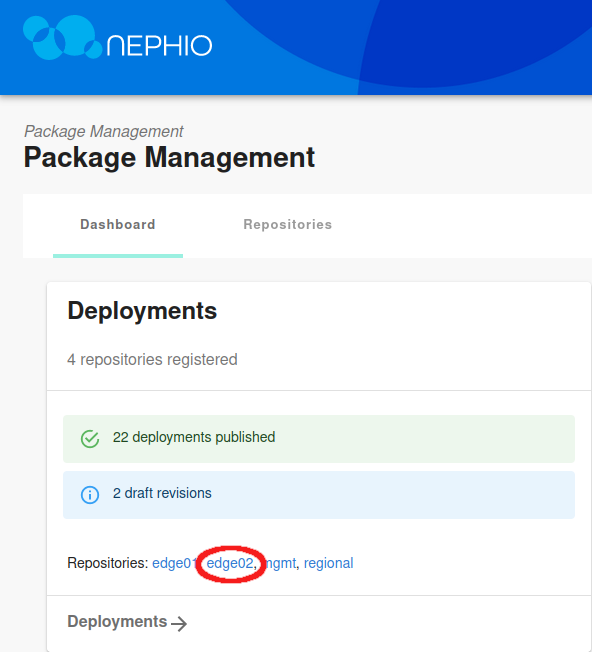 NEPHIO
Package Management
Package Management
Dashboard Repositories
Deployments
4 repositories registered
22 deployments published
2 draft revisions
Repositories: edge01, edge02, mgmt, regional
Deployments